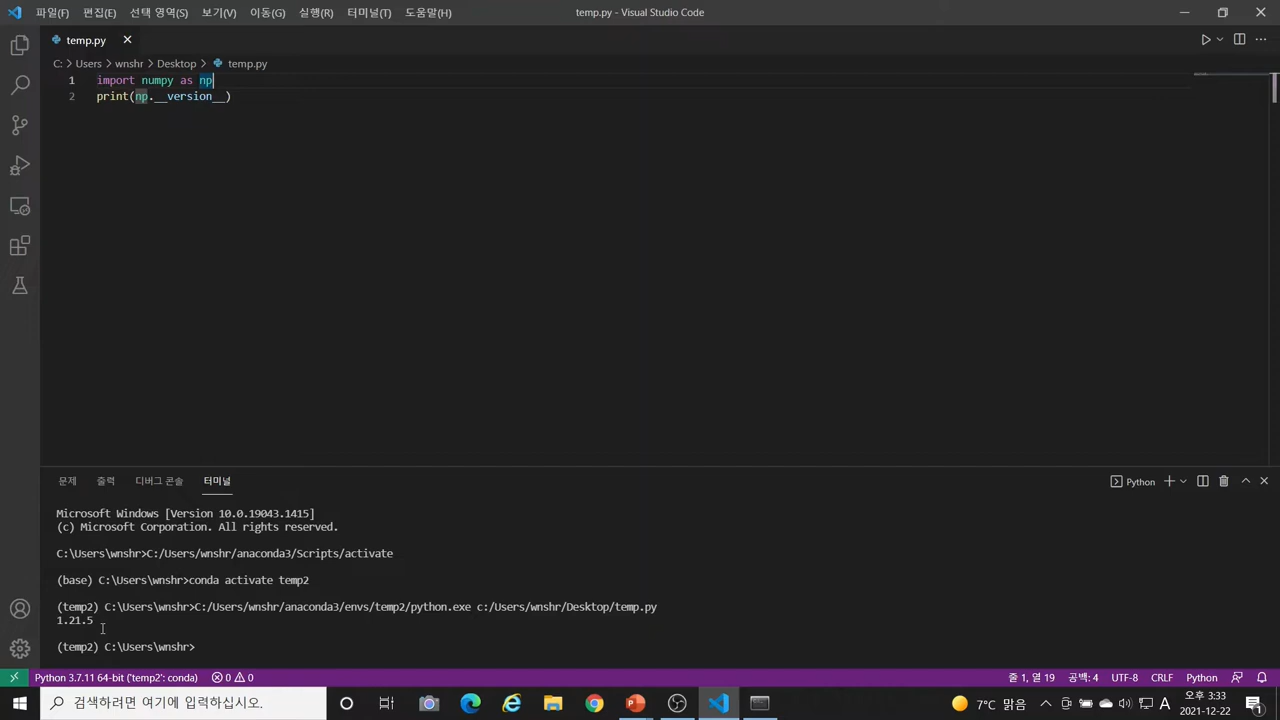 파일(F) 편집(E) 선택 영역(S) 보기(V) 이동(G) 실행(R) 터미널(T) 도움말(H) temp.py - Visual Studio Code
temp.py
C: > Users > wnshr > Desktop > temp.py
1 import numpy as np
2 print(np.__version__)
문제 출력 디버그 콘솔 터미널 Python
Microsoft Windows [Version 10.0.19043.1415]
(c) Microsoft Corporation. All rights reserved.
C:\Users\wnshr>C:/Users/wnshr/anaconda3/Scripts/activate
(base) C:\Users\wnshr>conda activate temp2
(temp2) C:\Users\wnshr>C:/Users/wnshr/anaconda3/envs/temp2/python.exe c:/Users/wnshr/Desktop/temp.py
1.21.5
(temp2) C:\Users\wnshr>
Python 3.7.11 64-bit ('temp2': conda) 0 0 줄 1, 열 19 공백: 4 UTF-8 CRLF Python
검색하려면 여기에 입력하십시오. 7°C 맑음 A 오후 3:33
2021-12-22 1